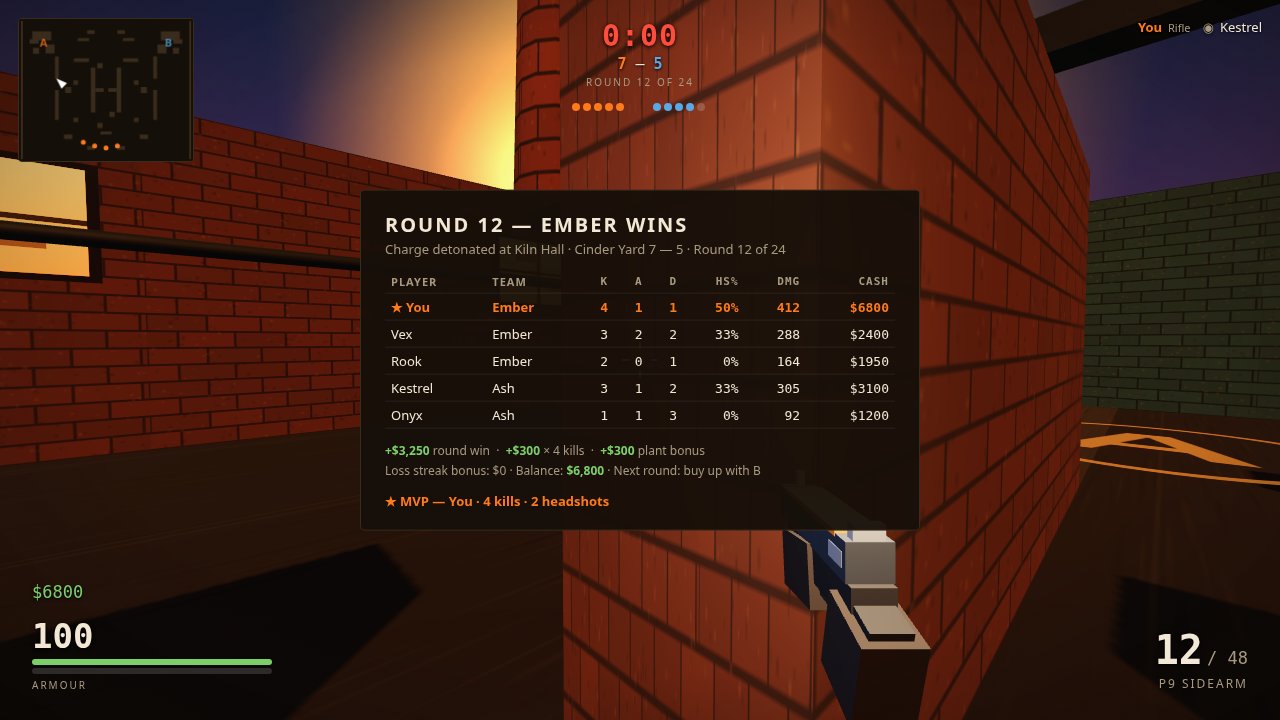 A B
0:00
7 — 5
ROUND 12 OF 24
You Rifle ◉ Kestrel
ROUND 12 — EMBER WINS
Charge detonated at Kiln Hall · Cinder Yard 7 — 5 · Round 12 of 24
PLAYER TEAM K A D HS% DMG CASH
★ You Ember 4 1 1 50% 412 $6800
Vex Ember 3 2 2 33% 288 $2400
Rook Ember 2 0 1 0% 164 $1950
Kestrel Ash 3 1 2 33% 305 $3100
Onyx Ash 1 1 3 0% 92 $1200
+$3,250 round win · +$300 × 4 kills · +$300 plant bonus
Loss streak bonus: $0 · Balance: $6,800 · Next round: buy up with B
★ MVP — You · 4 kills · 2 headshots
$6800
100
ARMOUR
12 / 48
P9 SIDEARM